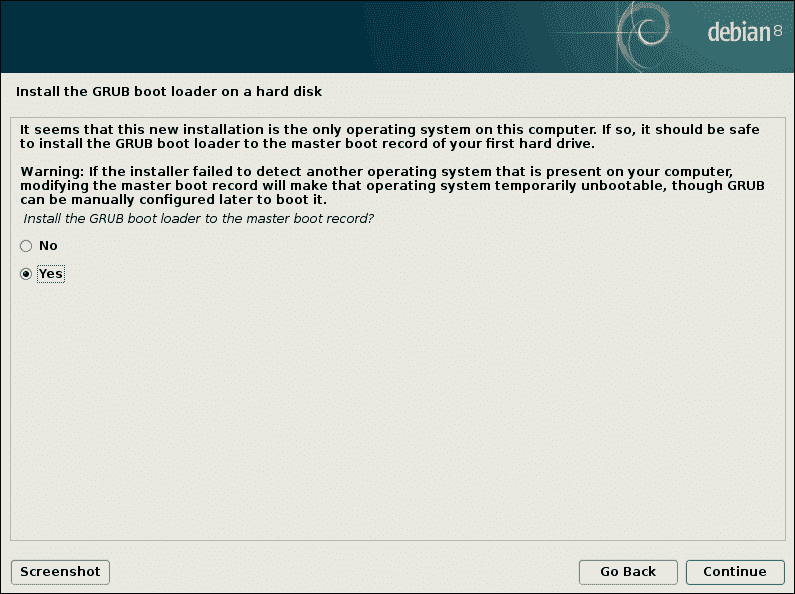 debian 8
Install the GRUB boot loader on a hard disk
It seems that this new installation is the only operating system on this computer. If so, it should be safe
to install the GRUB boot loader to the master boot record of your first hard drive.
Warning: If the installer failed to detect another operating system that is present on your computer,
modifying the master boot record will make that operating system temporarily unbootable, though GRUB
can be manually configured later to boot it.
Install the GRUB boot loader to the master boot record?
No
Yes
Screenshot
Go Back
Continue